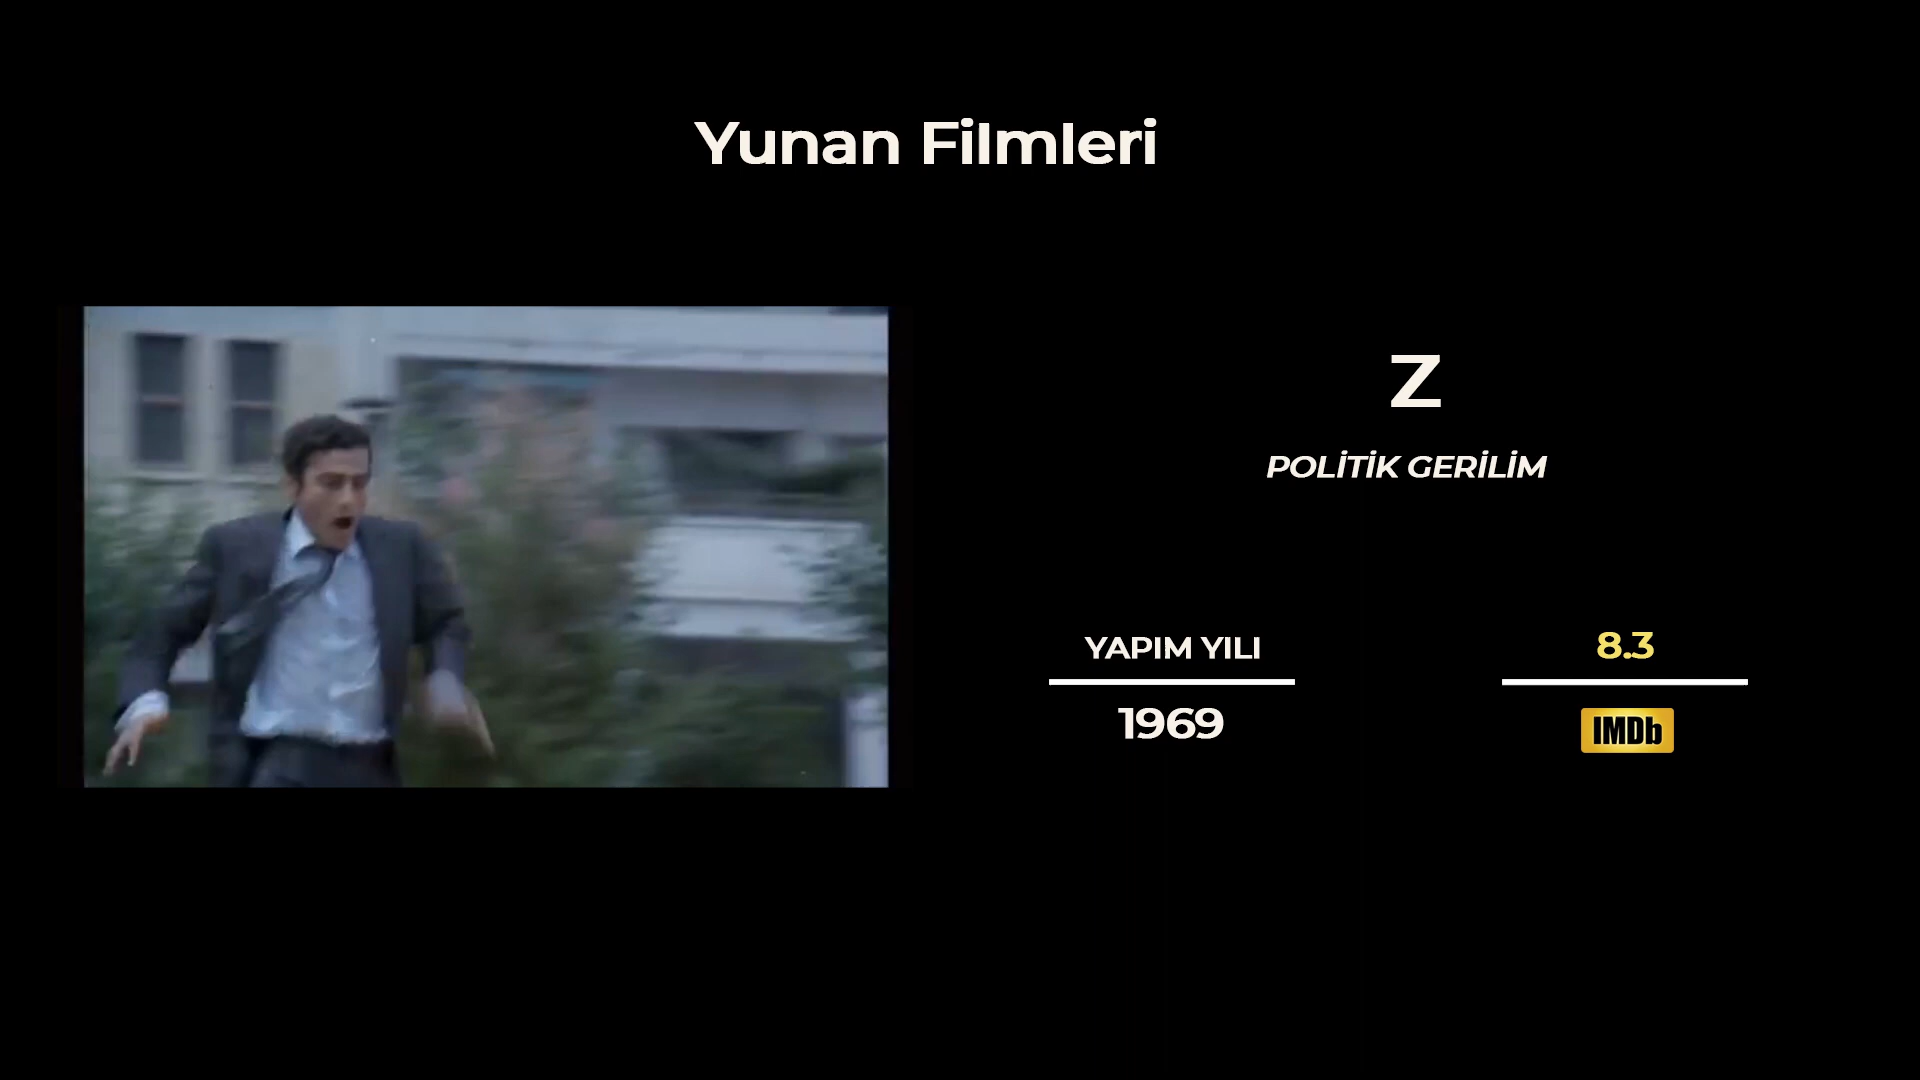 Yunan Filmleri
Z
POLİTİK GERİLİM
YAPIM YILI
1969
8.3
IMDb